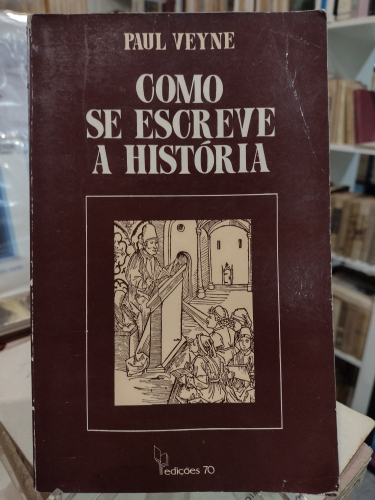 PAUL VEYNE
COMO
SE ESCREVE
A HISTÓRIA
edições 70